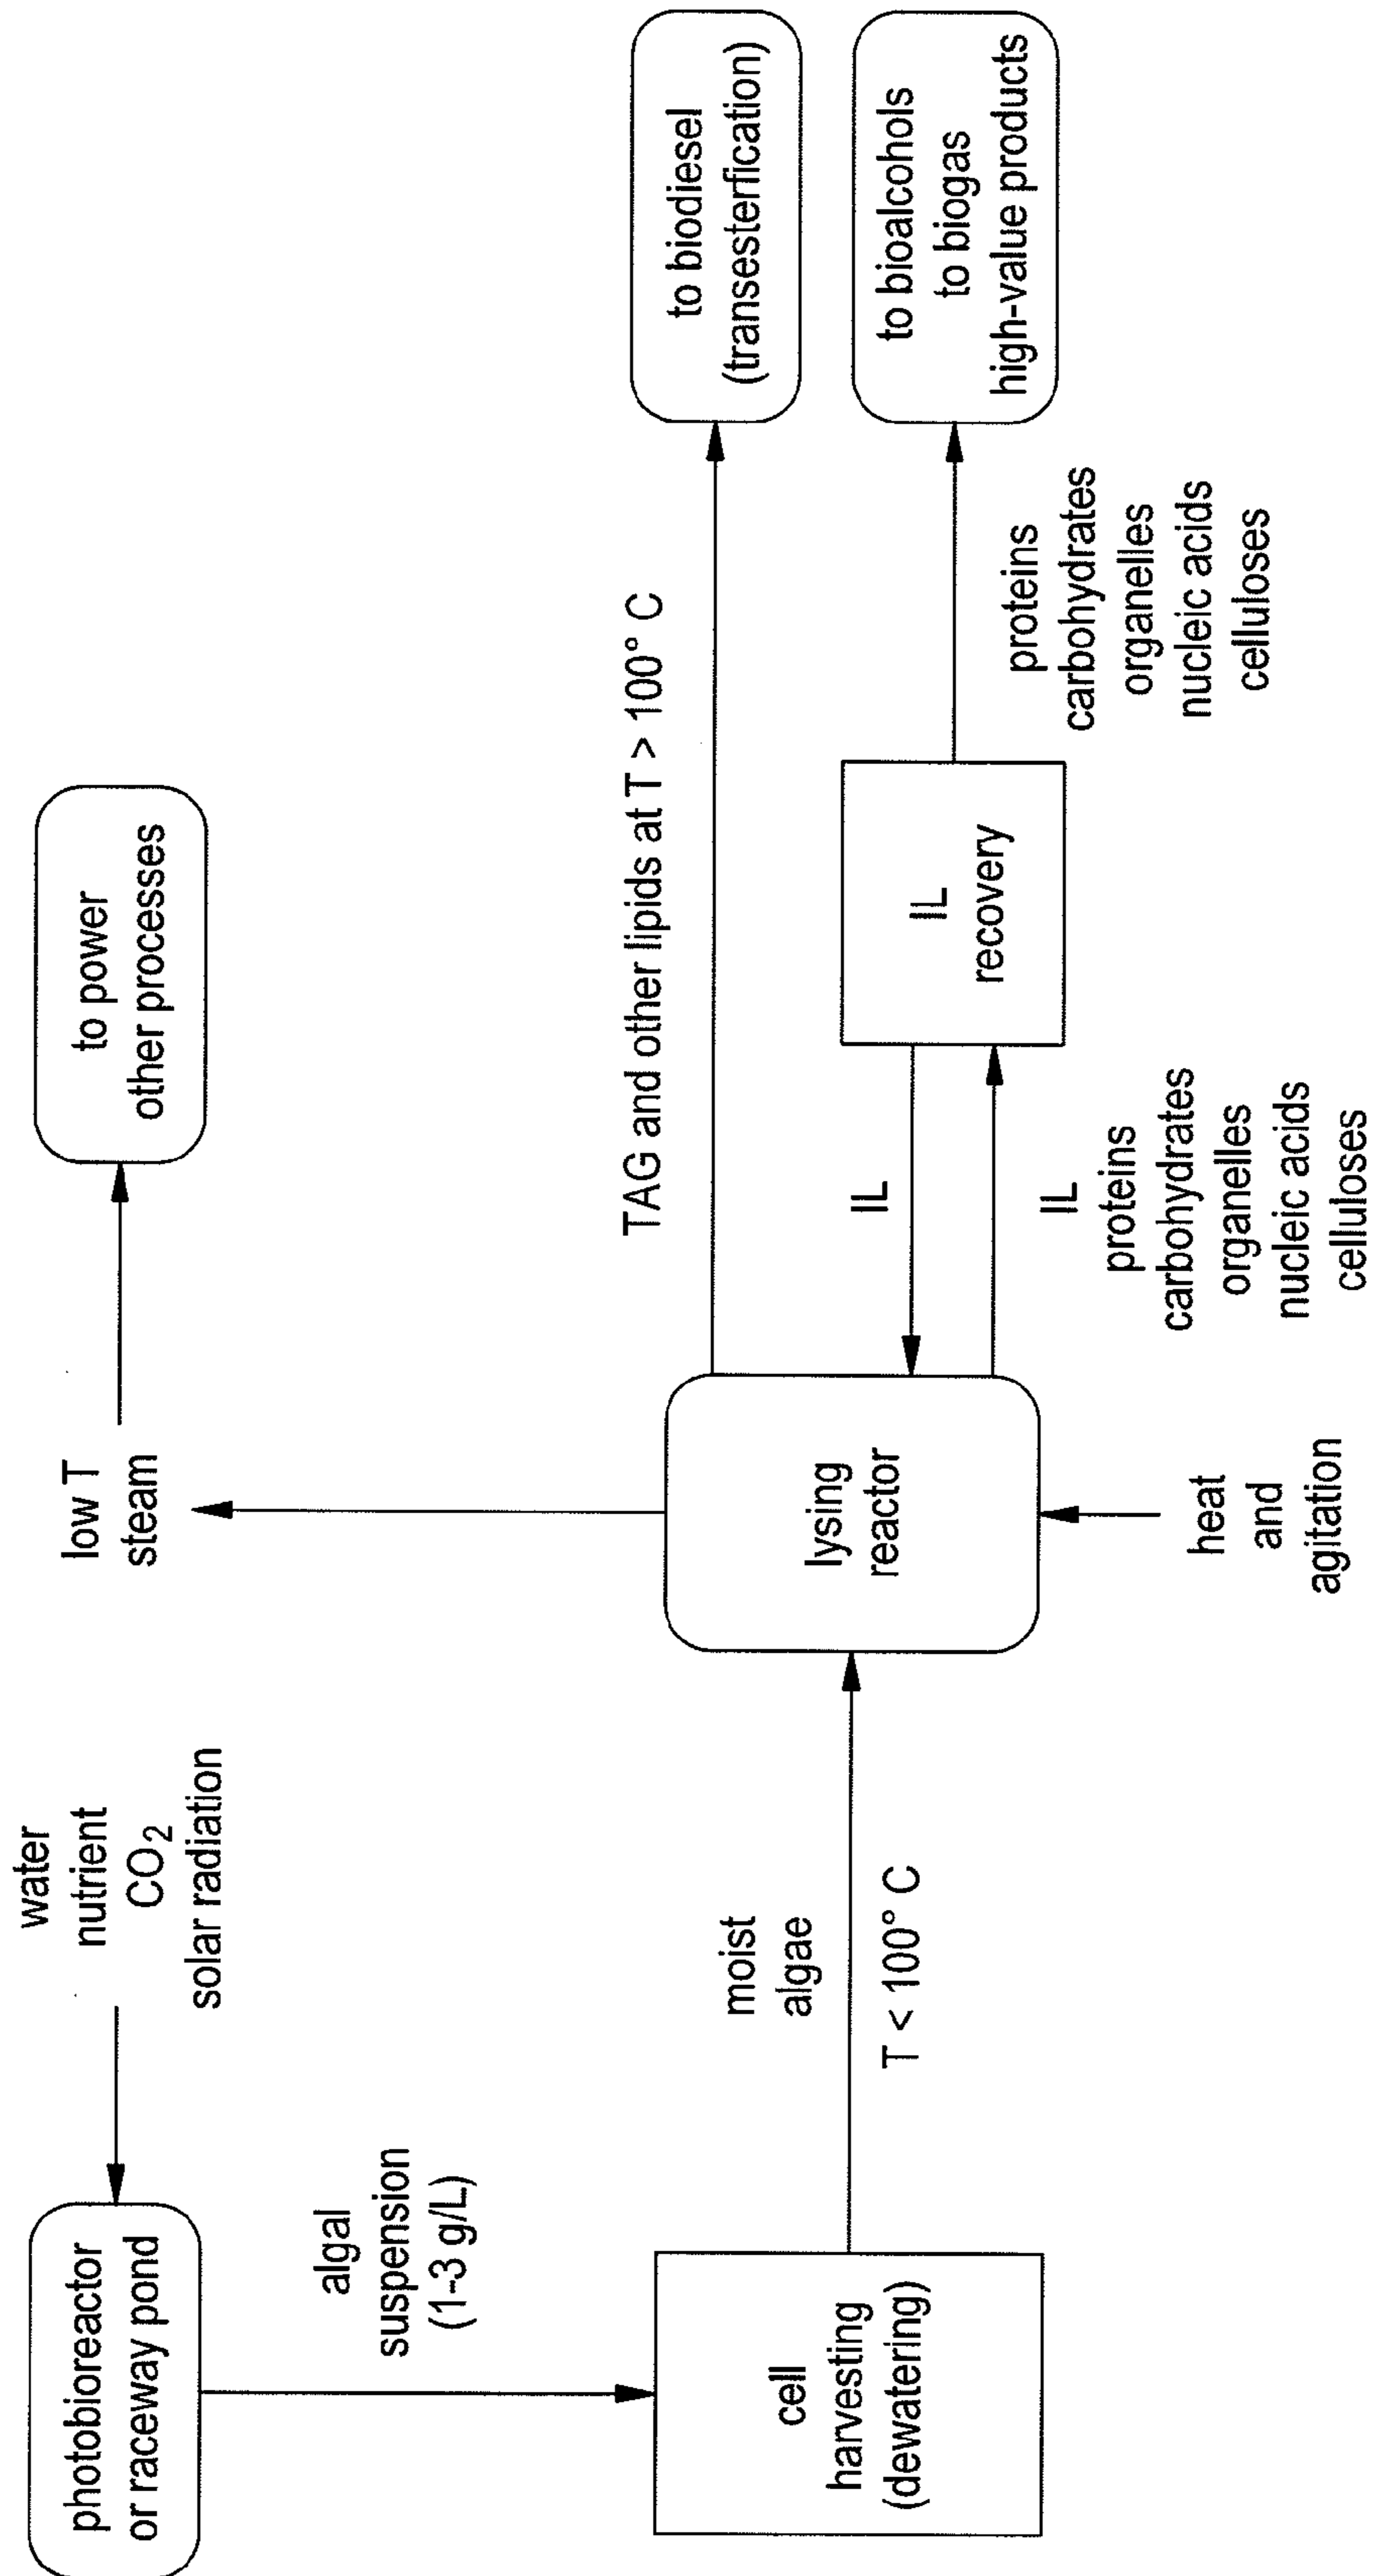 photobioreactor
or raceway pond
water
nutrient
CO₂
solar radiation
algal
suspension
(1-3 g/L)
cell
harvesting
(dewatering)
moist
algae
T < 100° C
lysing
reactor
heat
and
agitation
low T
steam
to power
other processes
TAG and other lipids at T > 100° C
to biodiesel
(transesterfication)
IL
IL
proteins
carbohydrates
organelles
nucleic acids
celluloses
IL
recovery
proteins
carbohydrates
organelles
nucleic acids
celluloses
to bioalcohols
to biogas
high-value products